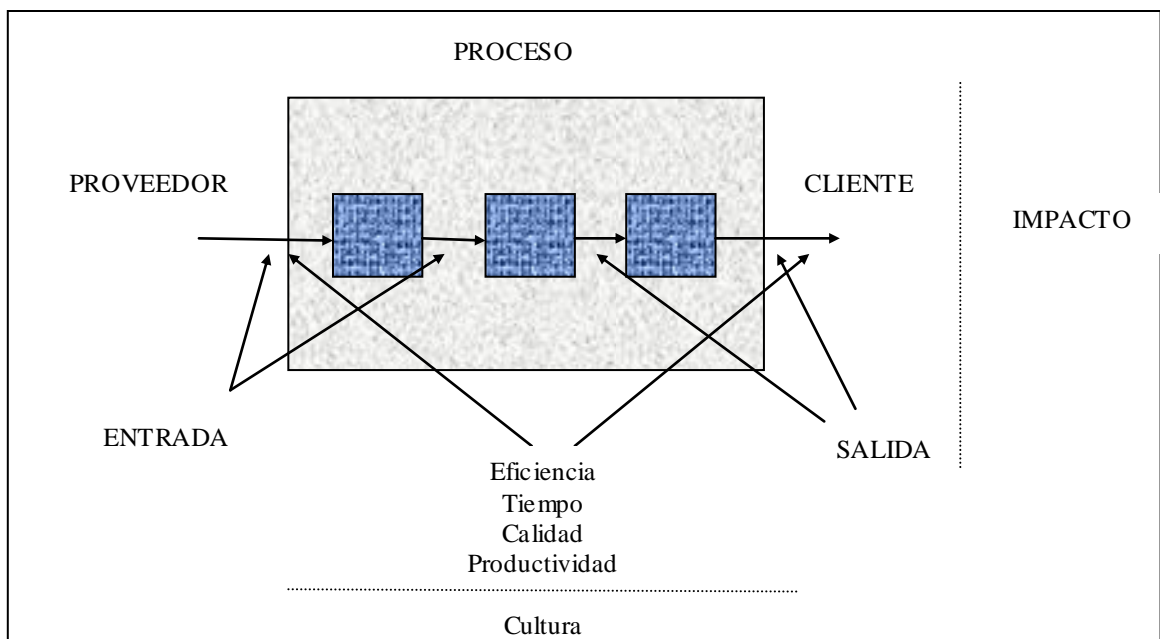 PROCESO
PROVEEDOR
CLIENTE
IMPACTO
ENTRADA
SALIDA
Eficiencia
Tiempo
Calidad
Productividad
Cultura